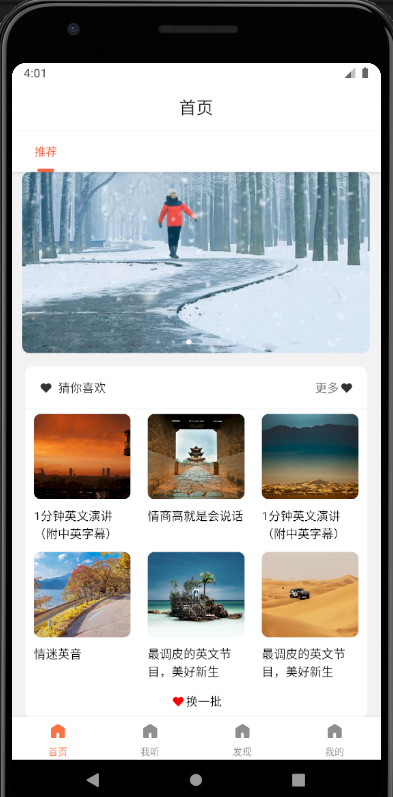 4:01
首页
推荐
猜你喜欢
更多
1分钟英文演讲
（附中英字幕）
情商高就是会说话
1分钟英文演讲
（附中英字幕）
情迷英音
最调皮的英文节
目，美好新生
最调皮的英文节
目，美好新生
换一批
首页
我听
发现
我的